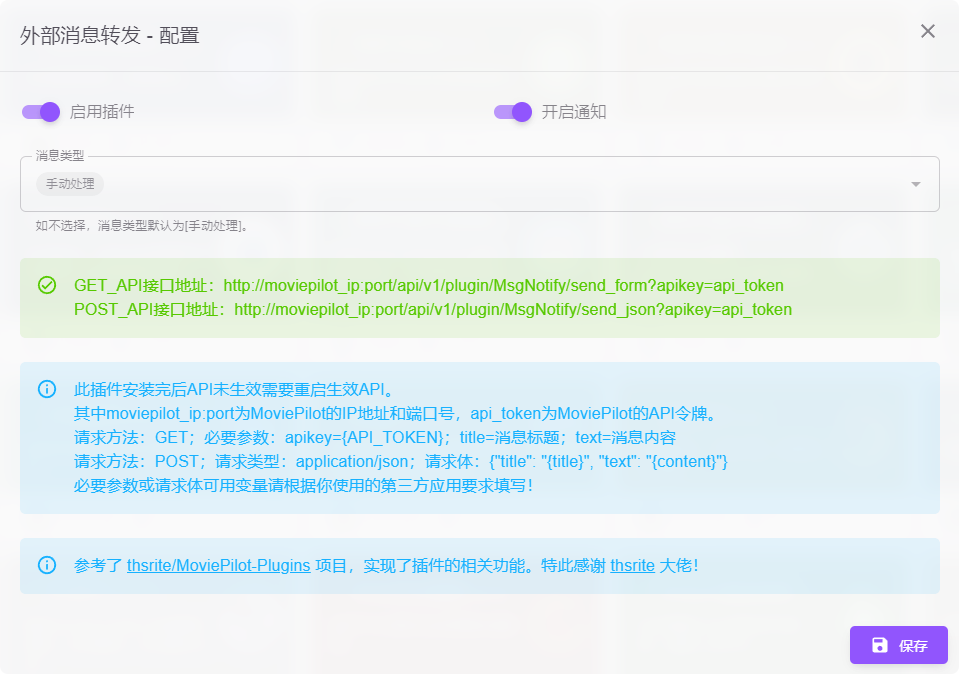 外部消息转发 - 配置
启用插件
开启通知
消息类型
手动处理
如不选择，消息类型默认为[手动处理]。
GET_API接口地址：http://moviepilot_ip:port/api/v1/plugin/MsgNotify/send_form?apikey=api_token
POST_API接口地址：http://moviepilot_ip:port/api/v1/plugin/MsgNotify/send_json?apikey=api_token
此插件安装完后API未生效需要重启生效API。
其中moviepilot_ip:port为MoviePilot的IP地址和端口号，api_token为MoviePilot的API令牌。
请求方法：GET；必要参数：apikey={API_TOKEN}；title=消息标题；text=消息内容
请求方法：POST；请求类型：application/json；请求体：{"title": "{title}", "text": "{content}"}
必要参数或请求体可用变量请根据你使用的第三方应用要求填写！
参考了 thsrite/MoviePilot-Plugins 项目，实现了插件的相关功能。特此感谢 thsrite 大佬！
保存